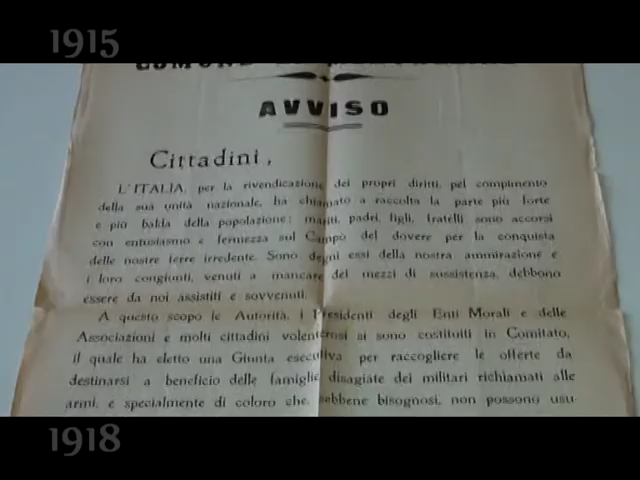 1915
COMUNE
AVVISO
Cittadini,
L'ITALIA, per la rivendicazione dei propri diritti, pel compimento
della sua unità nazionale, ha chiamato a raccolta la parte più forte
e più balda della popolazione: mariti, padri, figli, fratelli sono accorsi
con entusiasmo e fermezza sul Campo del dovere per la conquista
delle nostre terre irredente. Sono degni essi della nostra ammirazione e
i loro congiunti, venuti a mancare dei mezzi di sussistenza, debbono
essere da noi assistiti e sovvenuti.
A questo scopo le Autorità, i Presidenti degli Enti Morali e delle
Associazioni e molti cittadini volenterosi si sono costituiti in Comitato,
il quale ha eletto una Giunta esecutiva per raccogliere le offerte da
destinarsi a beneficio delle famiglie disagiate dei militari richiamati alle
armi, e specialmente di coloro che, sebbene bisognosi, non possono usu-
1918